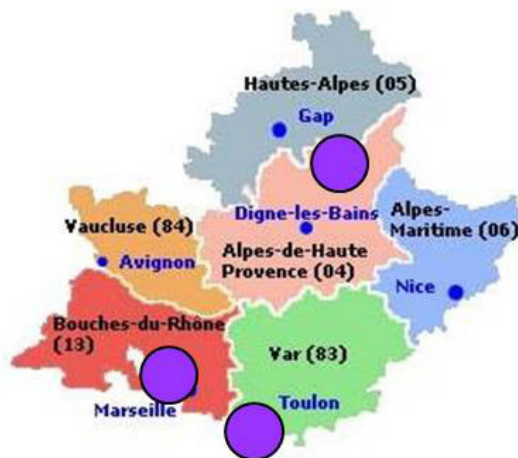 Hautes-Alpes (05)
Gap
Vaucluse (84)
Digne-les-Bains
Alpes-
Maritime (06)
Avignon
Alpes-de-Haute
Provence (04)
Nice
Bouches-du-Rhône
(13)
Var (83)
Marseille
Toulon